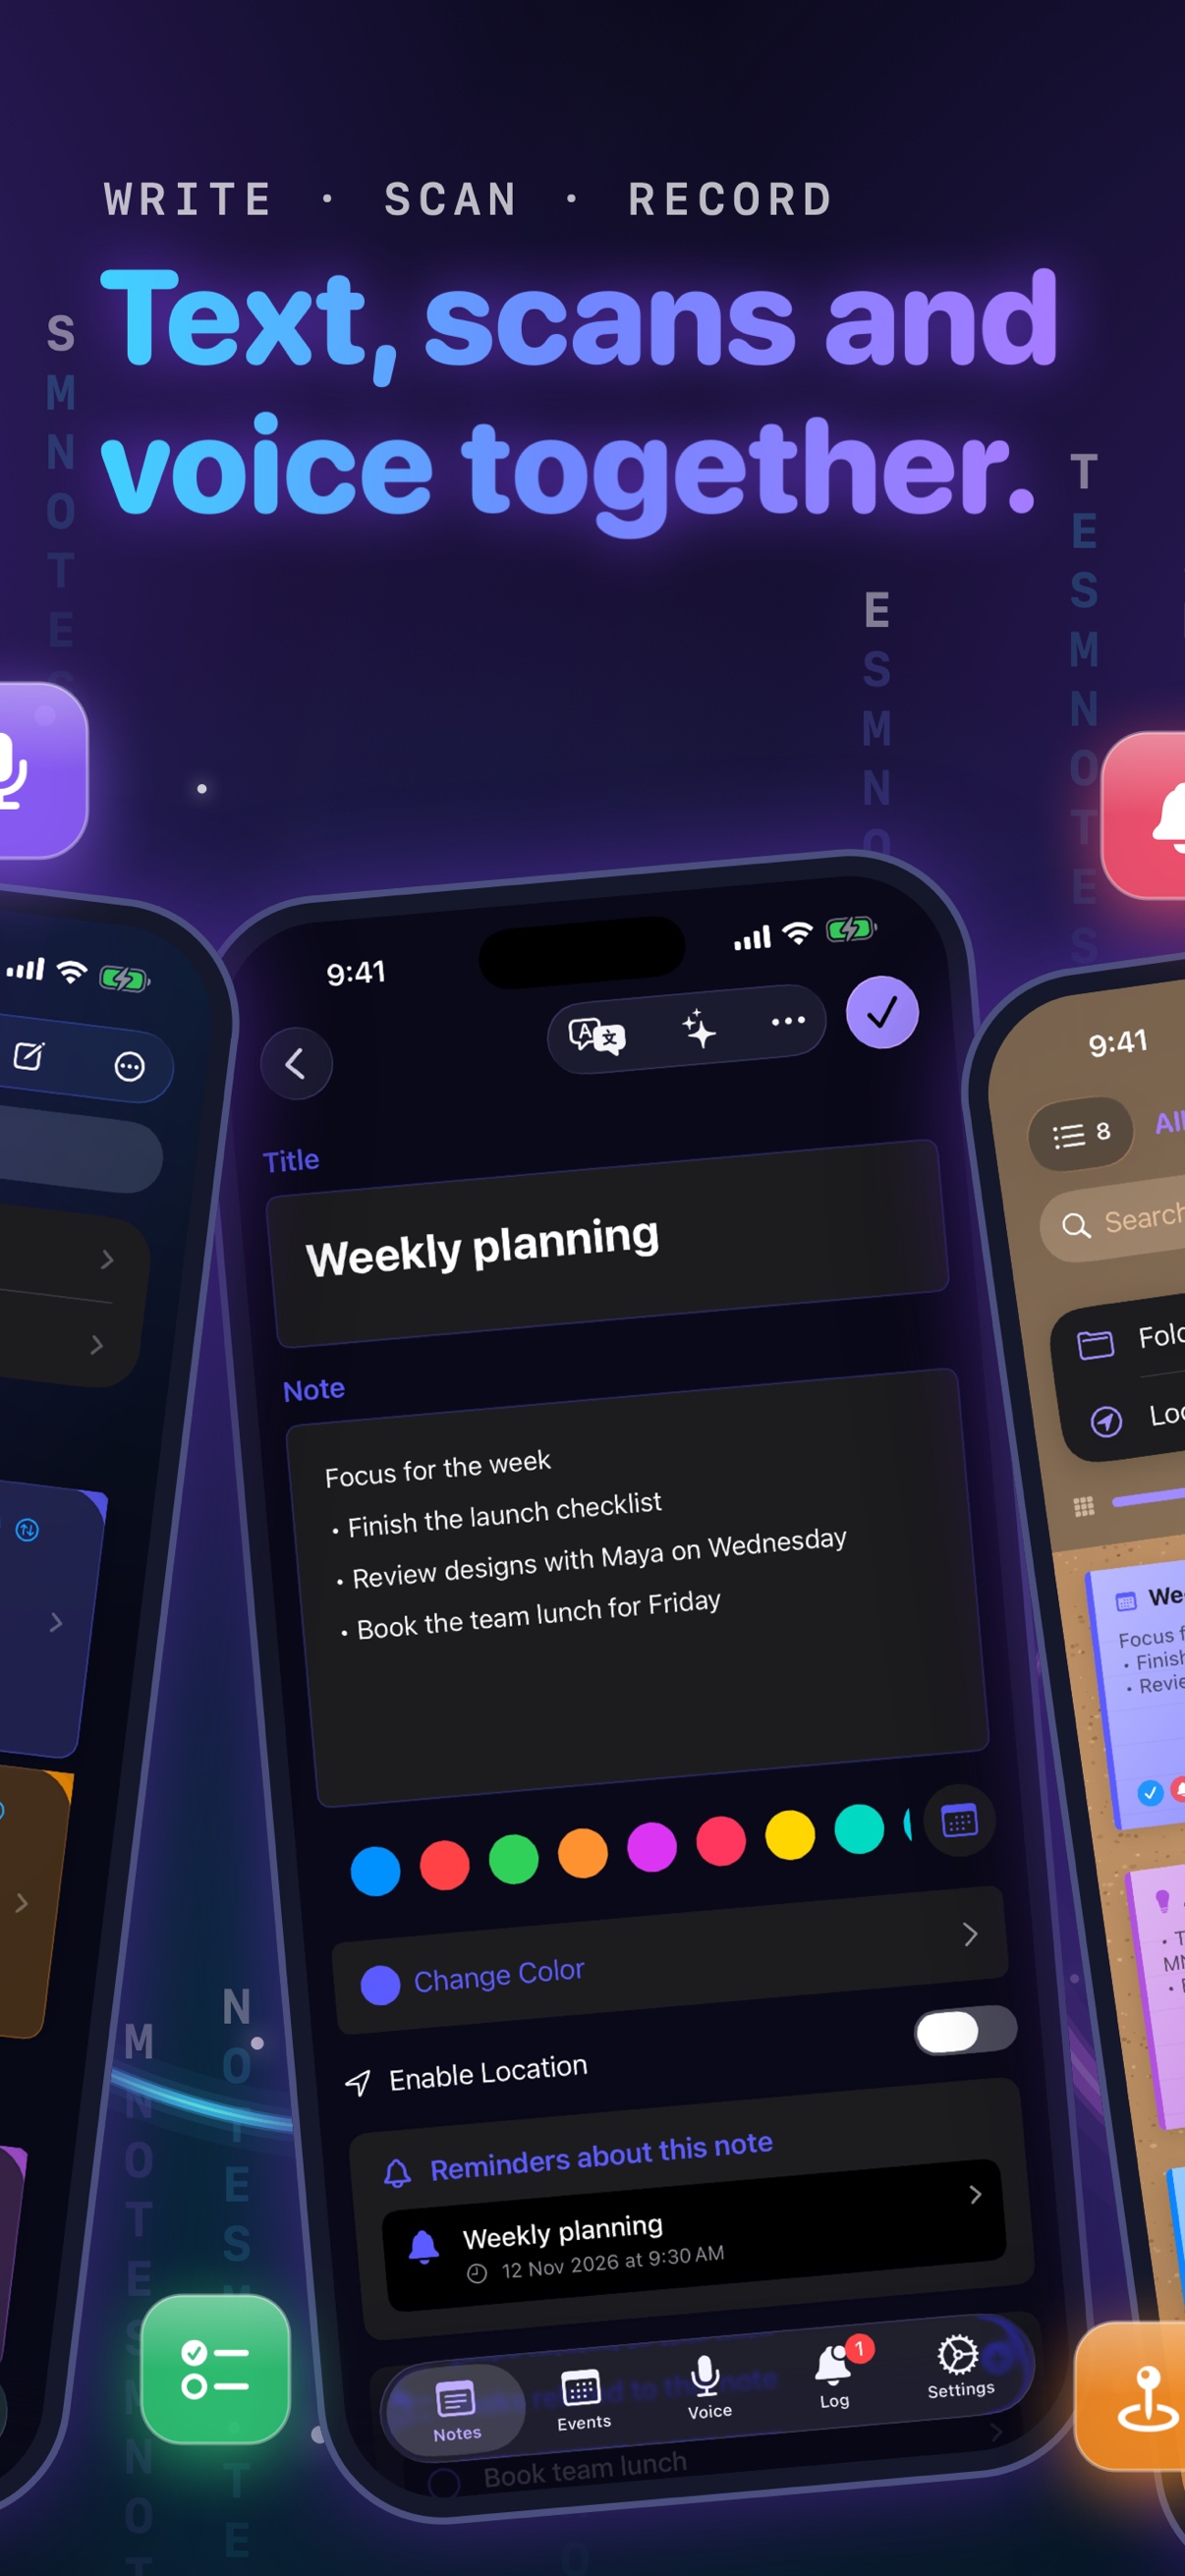 WRITE · SCAN · RECORD
Text, scans and
voice together.
S
M
N
O
T
E
S
T
E
S
M
N
O
T
E
S
E
S
M
N
O
9:41
Title
Weekly planning
Note
Focus for the week
• Finish the launch checklist
• Review designs with Maya on Wednesday
• Book the team lunch for Friday
Change Color
Enable Location
Reminders about this note
Weekly planning
12 Nov 2026 at 9:30 AM
Notes
Events
Voice
Log
1
Settings
Book team lunch
9:41
8
All
Search
Focus f
• Finish
• Revie
M
N
O
T
E
S
M
N
O
T
N
O
T
E
S
M
T
E
O